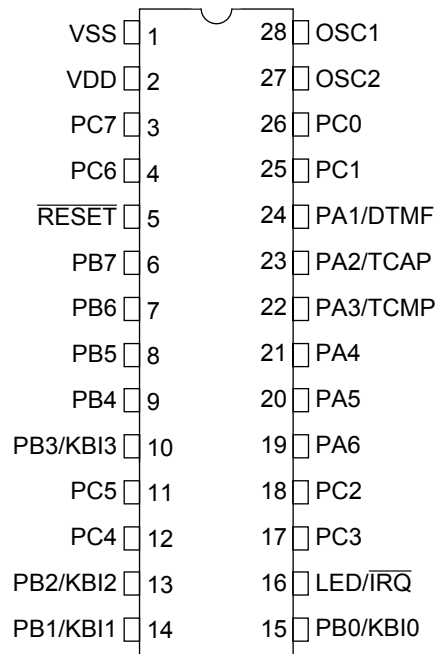 VSS 1 28 OSC1
VDD 2 27 OSC2
PC7 3 26 PC0
PC6 4 25 PC1
R̅E̅S̅E̅T̅ 5 24 PA1/DTMF
PB7 6 23 PA2/TCAP
PB6 7 22 PA3/TCMP
PB5 8 21 PA4
PB4 9 20 PA5
PB3/KBI3 10 19 PA6
PC5 11 18 PC2
PC4 12 17 PC3
PB2/KBI2 13 16 LED/I̅R̅Q̅
PB1/KBI1 14 15 PB0/KBI0